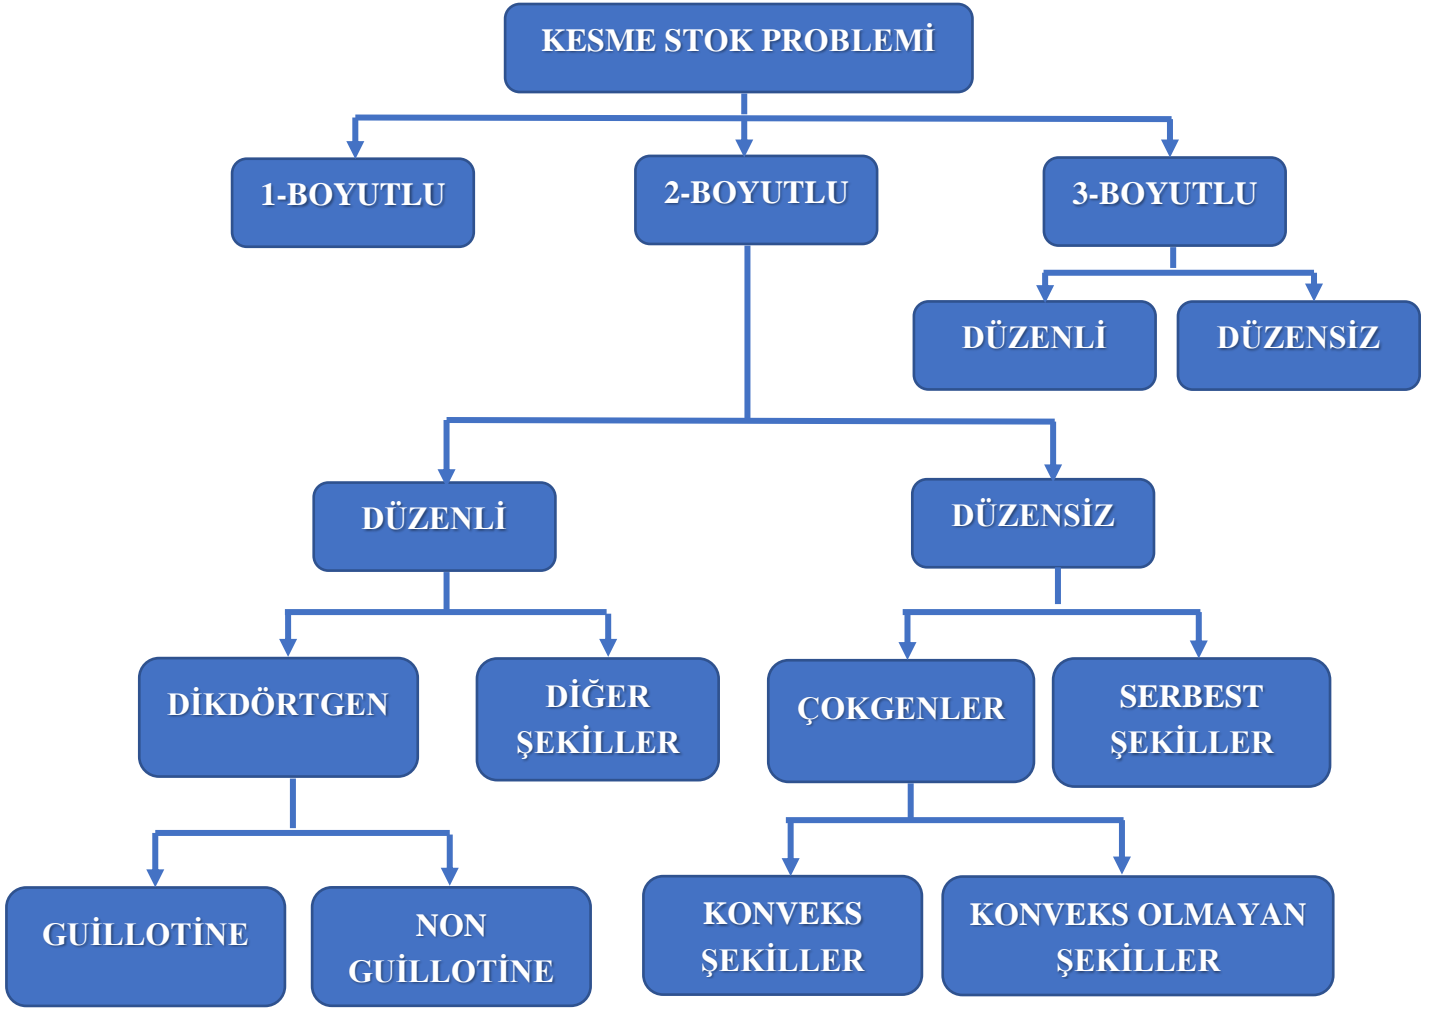 KESME STOK PROBLEMİ
1-BOYUTLU
2-BOYUTLU
3-BOYUTLU
DÜZENLİ
DÜZENSİZ
DÜZENLİ
DÜZENSİZ
DİKDÖRTGEN
DİĞER
ŞEKİLLER
ÇOKGENLER
SERBEST
ŞEKİLLER
GUİLLOTİNE
NON
GUİLLOTİNE
KONVEKS
ŞEKİLLER
KONVEKS OLMAYAN
ŞEKİLLER